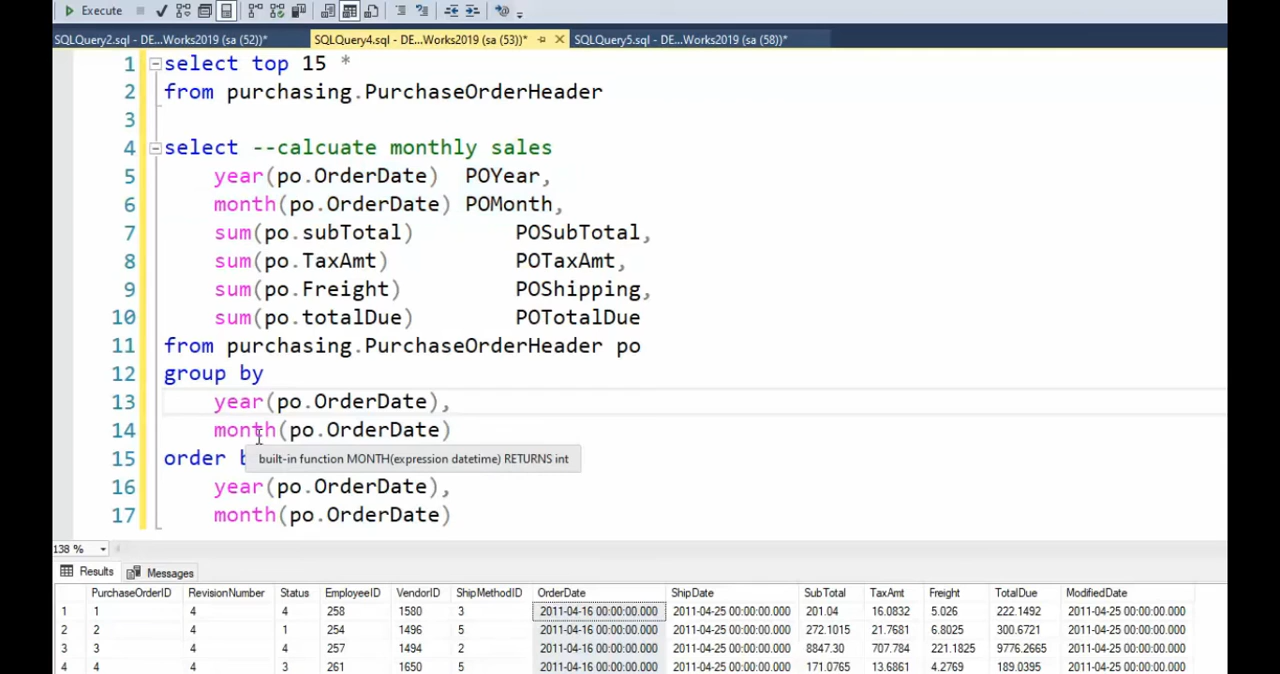 Execute
SQLQuery2.sql - DE...Works2019 (sa (52))* SQLQuery4.sql - DE...Works2019 (sa (53))* SQLQuery5.sql - DE...Works2019 (sa (58))*
1 select top 15 *
2 from purchasing.PurchaseOrderHeader
3
4 select --calcuate monthly sales
5 year(po.OrderDate) POYear,
6 month(po.OrderDate) POMonth,
7 sum(po.subTotal) POSubTotal,
8 sum(po.TaxAmt) POTaxAmt,
9 sum(po.Freight) POShipping,
10 sum(po.totalDue) POTotalDue
11 from purchasing.PurchaseOrderHeader po
12 group by
13 year(po.OrderDate),
14 month(po.OrderDate)
15 order b built-in function MONTH(expression datetime) RETURNS int
16 year(po.OrderDate),
17 month(po.OrderDate)
138 %
Results Messages
PurchaseOrderID RevisionNumber Status EmployeeID VendorID ShipMethodID OrderDate ShipDate SubTotal TaxAmt Freight TotalDue ModifiedDate
1 1 4 4 258 1580 3 2011-04-16 00:00:00.000 2011-04-25 00:00:00.000 201.04 16.0832 5.026 222.1492 2011-04-25 00:00:00.000
2 2 4 1 254 1496 5 2011-04-16 00:00:00.000 2011-04-25 00:00:00.000 272.1015 21.7681 6.8025 300.6721 2011-04-25 00:00:00.000
3 3 4 4 257 1494 2 2011-04-16 00:00:00.000 2011-04-25 00:00:00.000 8847.30 707.784 221.1825 9776.2665 2011-04-25 00:00:00.000
4 4 4 3 261 1650 5 2011-04-16 00:00:00.000 2011-04-25 00:00:00.000 171.0765 13.6861 4.2769 189.0395 2011-04-25 00:00:00.000